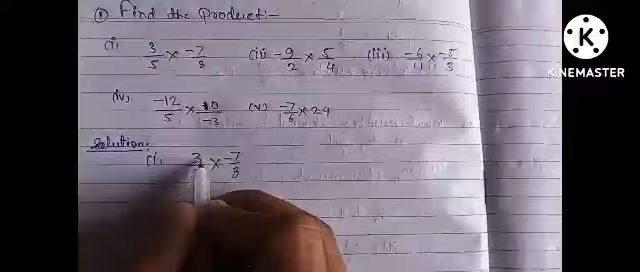 ① Find the Product:-
(i) 3/5 × -7/8 (ii) -9/2 × 5/4 (iii) -6/4 × -5/3
(iv) -12/5 × 10/-3 (v) -7/6 × 24
Solution:
(i) 3/ × -7/8
KINEMASTER